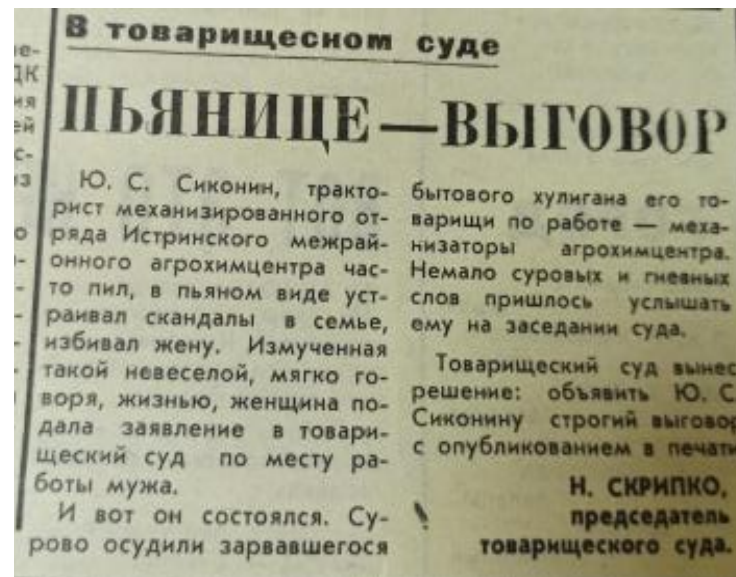 В товарищеском суде
ПЬЯНИЦЕ — ВЫГОВОР
Ю. С. Сиконин, тракто-
рист механизированного от-
ряда Истринского межрай-
онного агрохимцентра час-
то пил, в пьяном виде уст-
раивал скандалы в семье,
избивал жену. Измученная
такой невеселой, мягко го-
воря, жизнью, женщина по-
дала заявление в товари-
щеский суд по месту ра-
боты мужа.
И вот он состоялся. Су-
рово осудили зарвавшегося
бытового хулигана его то-
варищи по работе — меха-
низаторы агрохимцентра.
Немало суровых и гневных
слов пришлось услышать
ему на заседании суда.
Товарищеский суд вынес
решение: объявить Ю. С.
Сиконину строгий выговор
с опубликованием в печати
Н. СКРИПКО,
председатель
товарищеского суда.